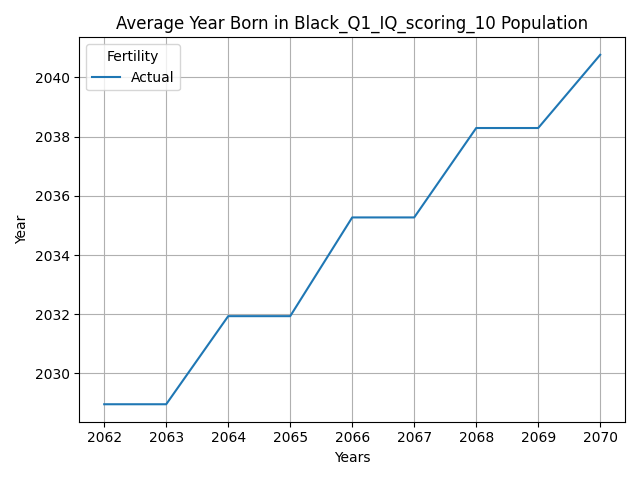 Average Year Born in Black_Q1_IQ_scoring_10 Population
Fertility
Actual
Year
2040
2038
2036
2034
2032
2030
2062 2063 2064 2065 2066 2067 2068 2069 2070
Years